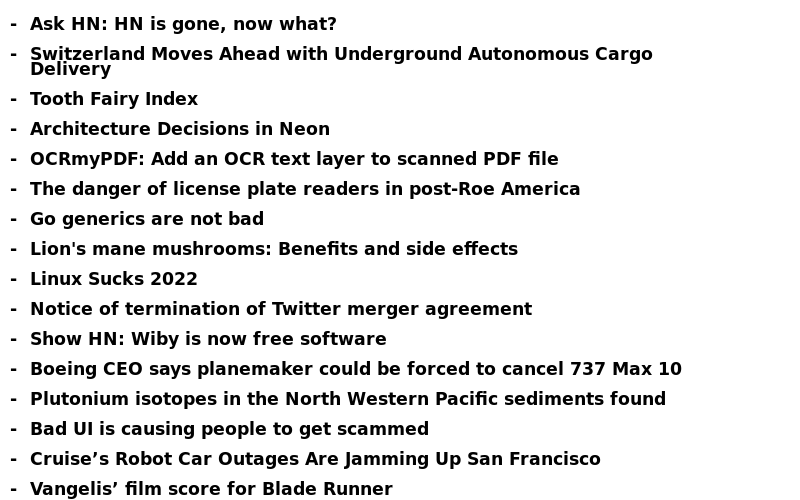 - Ask HN: HN is gone, now what?
- Switzerland Moves Ahead with Underground Autonomous Cargo
Delivery
- Tooth Fairy Index
- Architecture Decisions in Neon
- OCRmyPDF: Add an OCR text layer to scanned PDF file
- The danger of license plate readers in post-Roe America
- Go generics are not bad
- Lion's mane mushrooms: Benefits and side effects
- Linux Sucks 2022
- Notice of termination of Twitter merger agreement
- Show HN: Wiby is now free software
- Boeing CEO says planemaker could be forced to cancel 737 Max 10
- Plutonium isotopes in the North Western Pacific sediments found
- Bad UI is causing people to get scammed
- Cruise’s Robot Car Outages Are Jamming Up San Francisco
- Vangelis’ film score for Blade Runner